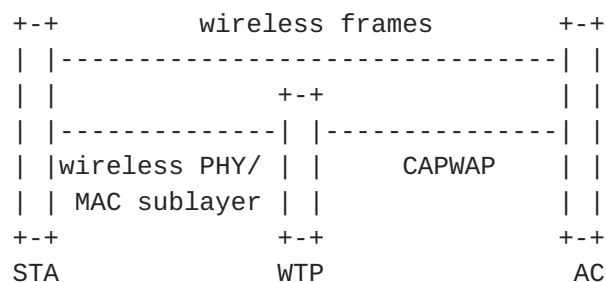 +-+         wireless frames        +-+
| |--------------------------------| |
| |              +-+               | |
| |--------------| |---------------| |
| |wireless PHY/ | |     CAPWAP    | |
| | MAC sublayer | |               | |
+-+              +-+               +-+
STA              WTP                AC